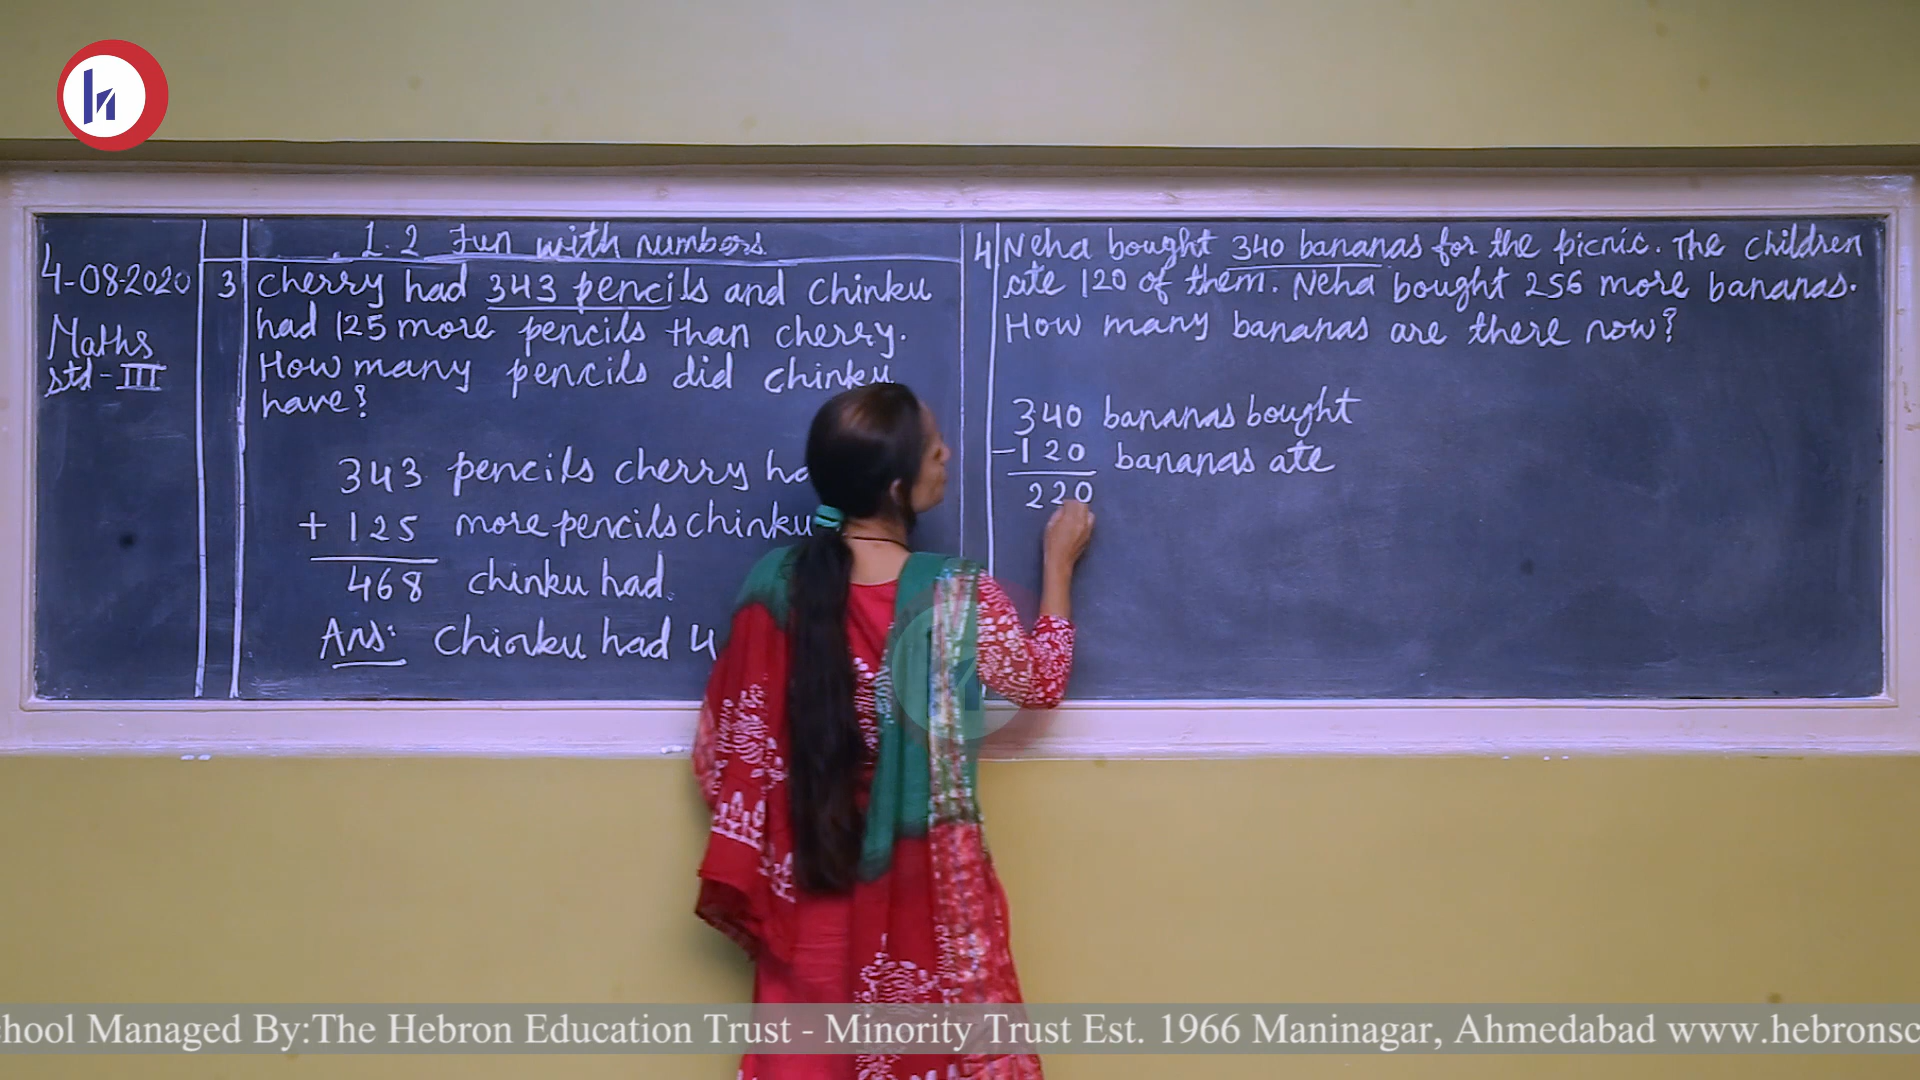 4-08-2020
Maths
std-III
1.2 Fun with numbers
3 Cherry had 343 pencils and Chinku
had 125 more pencils than cherry.
How many pencils did chinku
have?
343 pencils cherry
+ 125 more pencils chinku
468 chinku had.
Ans: Chinku had 4
4 Neha bought 340 bananas for the picnic. The children
ate 120 of them. Neha bought 256 more bananas.
How many bananas are there now?
340 bananas bought
-120 bananas ate
220
chool Managed By:The Hebron Education Trust - Minority Trust Est. 1966 Maninagar, Ahmedabad www.hebronsc